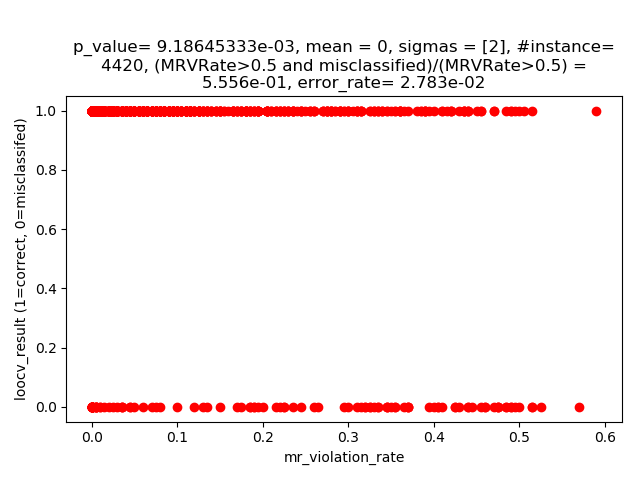 p_value= 9.18645333e-03, mean = 0, sigmas = [2], #instance=
4420, (MRVRate>0.5 and misclassified)/(MRVRate>0.5) =
5.556e-01, error_rate= 2.783e-02
1.0
0.8
0.6
0.4
0.2
0.0
loocv_result (1=correct, 0=misclassifed)
0.0 0.1 0.2 0.3 0.4 0.5 0.6
mr_violation_rate